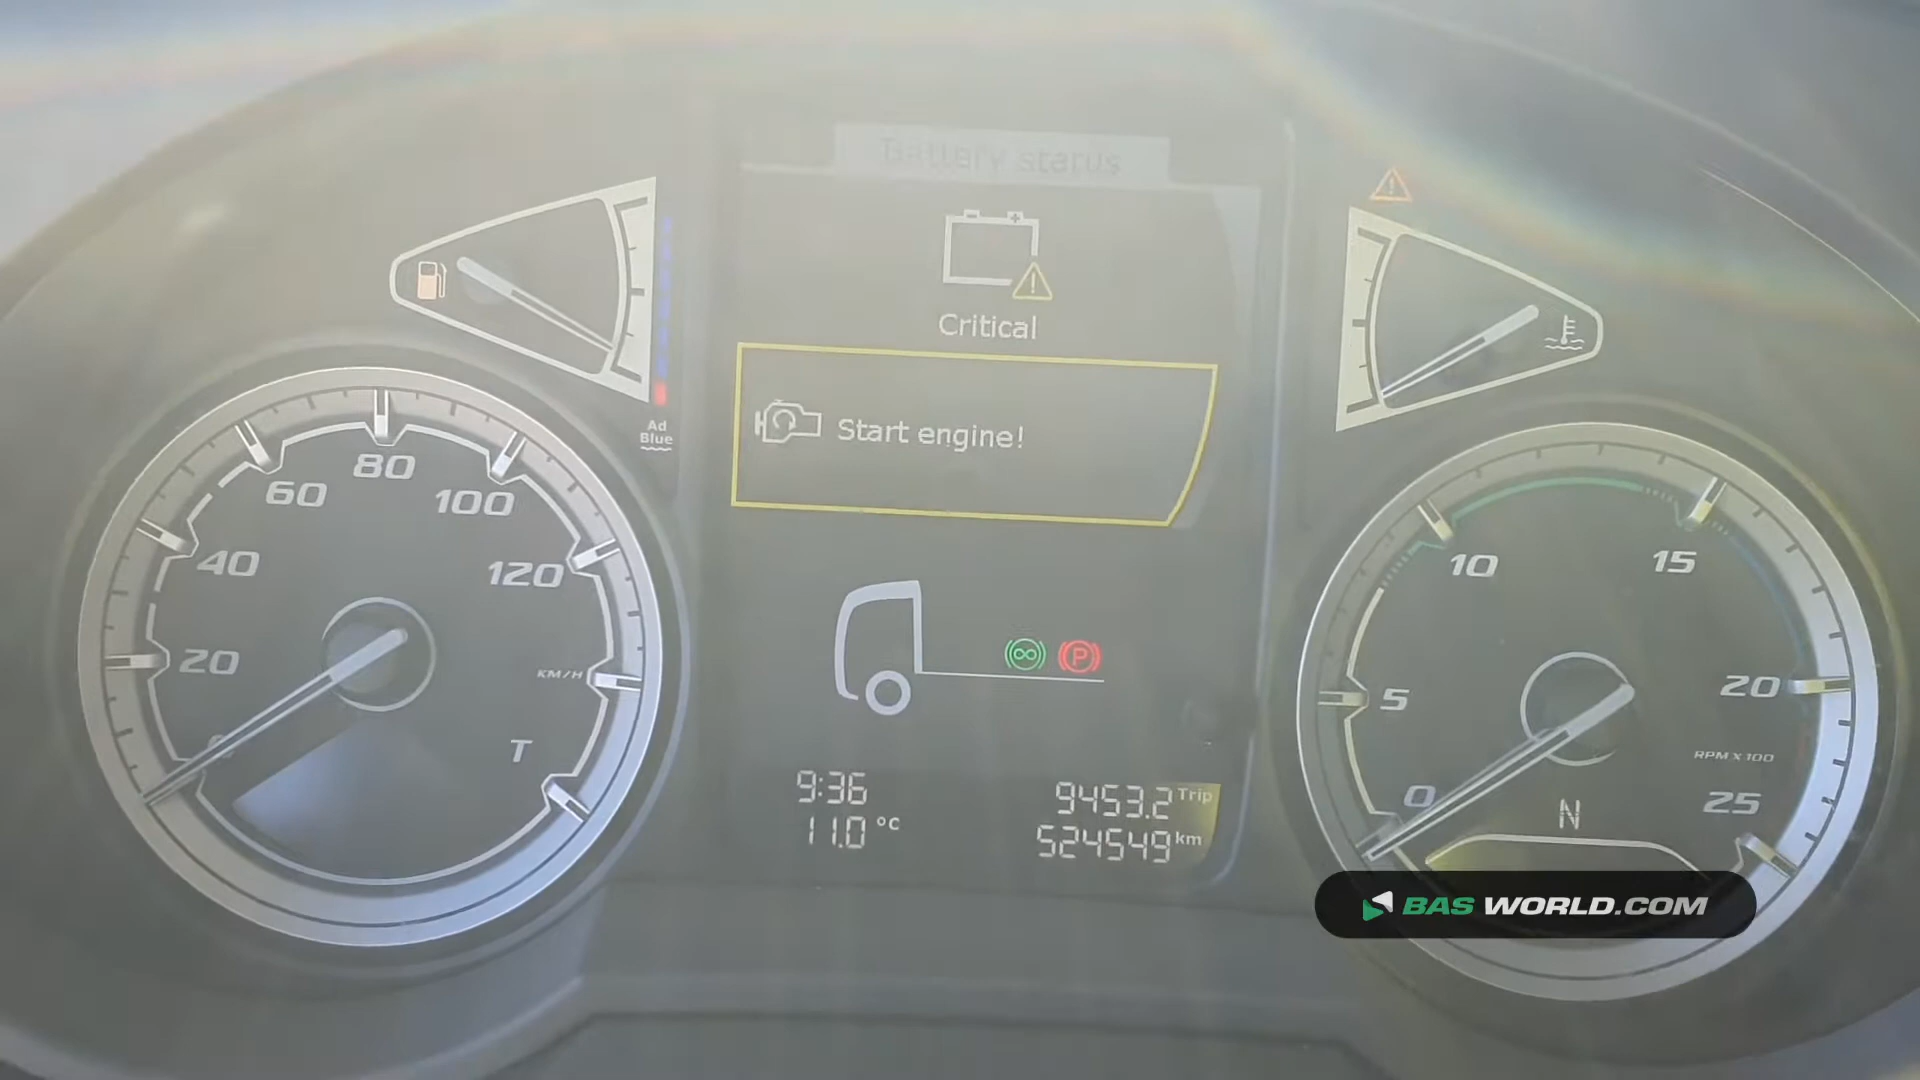 Battery status
Critical
Start engine!
Ad
Blue
20
40
60
80
100
120
KM/H
T
P
9:36
11.0 °C
9453.2 Trip
524549 km
0
5
10
15
20
25
RPM X 100
N
BAS WORLD.COM